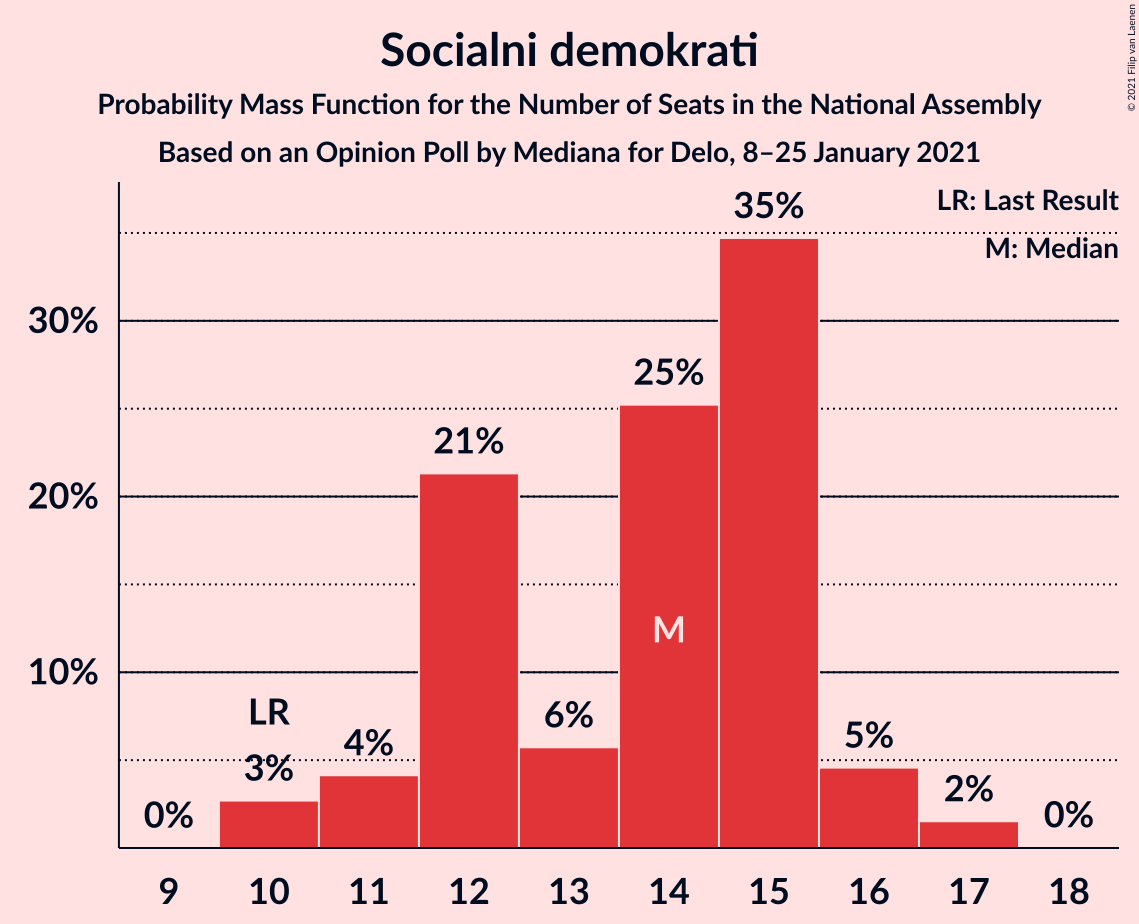 © 2021 Filip van Laenen
Socialni demokrati
Probability Mass Function for the Number of Seats in the National Assembly
Based on an Opinion Poll by Mediana for Delo, 8–25 January 2021
LR: Last Result
M: Median
35%
30%
25%
21%
20%
M
10%
LR
6%
5%
4%
3%
2%
0%
0%
9 10 11 12 13 14 15 16 17 18